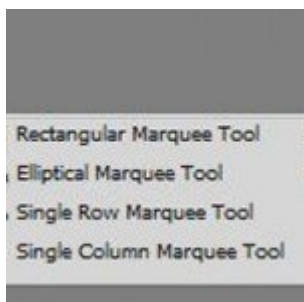 Rectangular Marquee Tool
Elliptical Marquee Tool
Single Row Marquee Tool
Single Column Marquee Tool